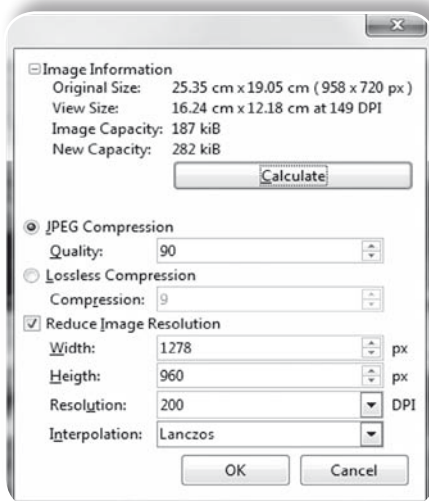 Image Information
Original Size: 25.35 cm x 19.05 cm ( 958 x 720 px )
View Size: 16.24 cm x 12.18 cm at 149 DPI
Image Capacity: 187 kiB
New Capacity: 282 kiB
Calculate
JPEG Compression
Quality: 90
Lossless Compression
Compression: 9
Reduce Image Resolution
Width: 1278 px
Heigth: 960 px
Resolution: 200 DPI
Interpolation: Lanczos
OK Cancel